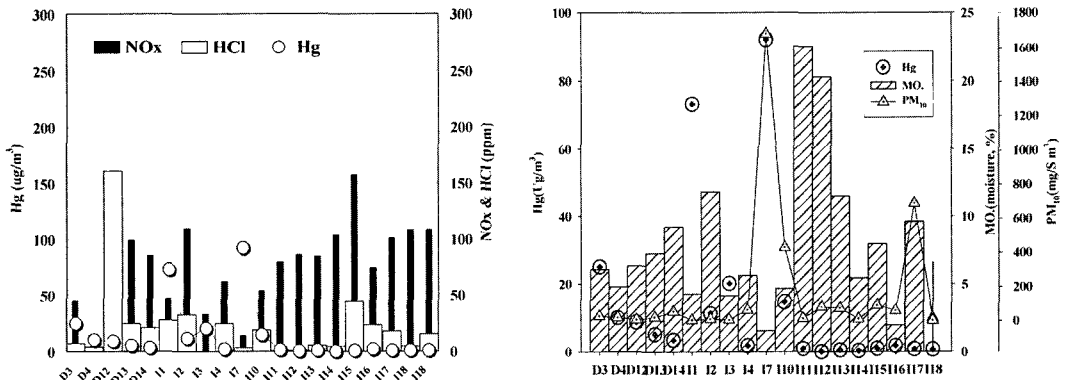 300
250
200
150
100
50
0
Hg (ug/m³)
NOx
HCl
Hg
300
250
200
150
100
50
0
NOx & HCl (ppm)
D3 D4 D12 D13 D14 I1 I2 I3 I4 I7 I10 I11 I12 I13 I14 I15 I16 I17 I18 I18
100
80
60
40
20
0
Hg(Ug/m³)
Hg
MO.
PM₁₀
25
20
15
10
5
0
MO.(moisture, %)
1800
1600
1400
1200
1000
800
600
400
200
0
PM₁₀(mg/S m³)
D3 D4 D12 D13 D14 I1 I2 I3 I4 I7 I10 I11 I12 I13 I14 I15 I16 I17 I18